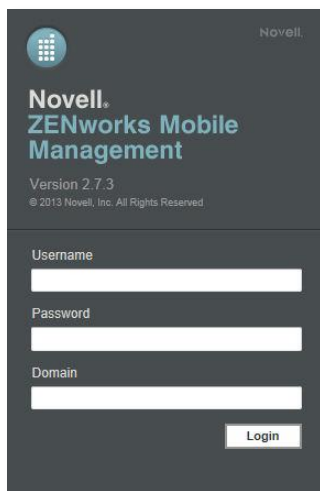 Novell.
Novell®
ZENworks Mobile
Management
Version 2.7.3
© 2013 Novell, Inc. All Rights Reserved
Username
Password
Domain
Login